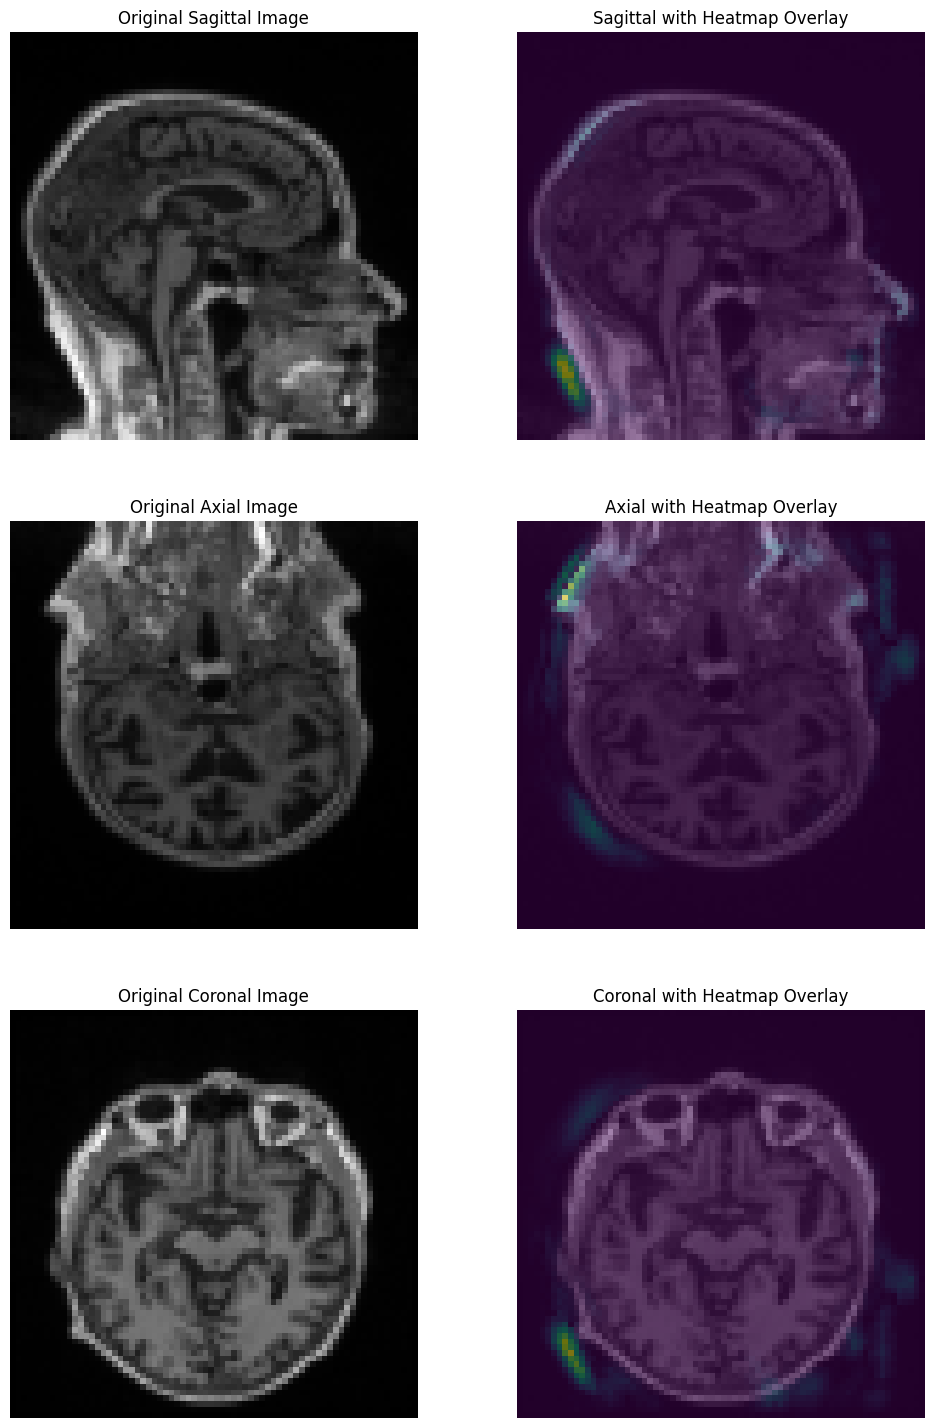 Original Sagittal Image
Sagittal with Heatmap Overlay
Original Axial Image
Axial with Heatmap Overlay
Original Coronal Image
Coronal with Heatmap Overlay